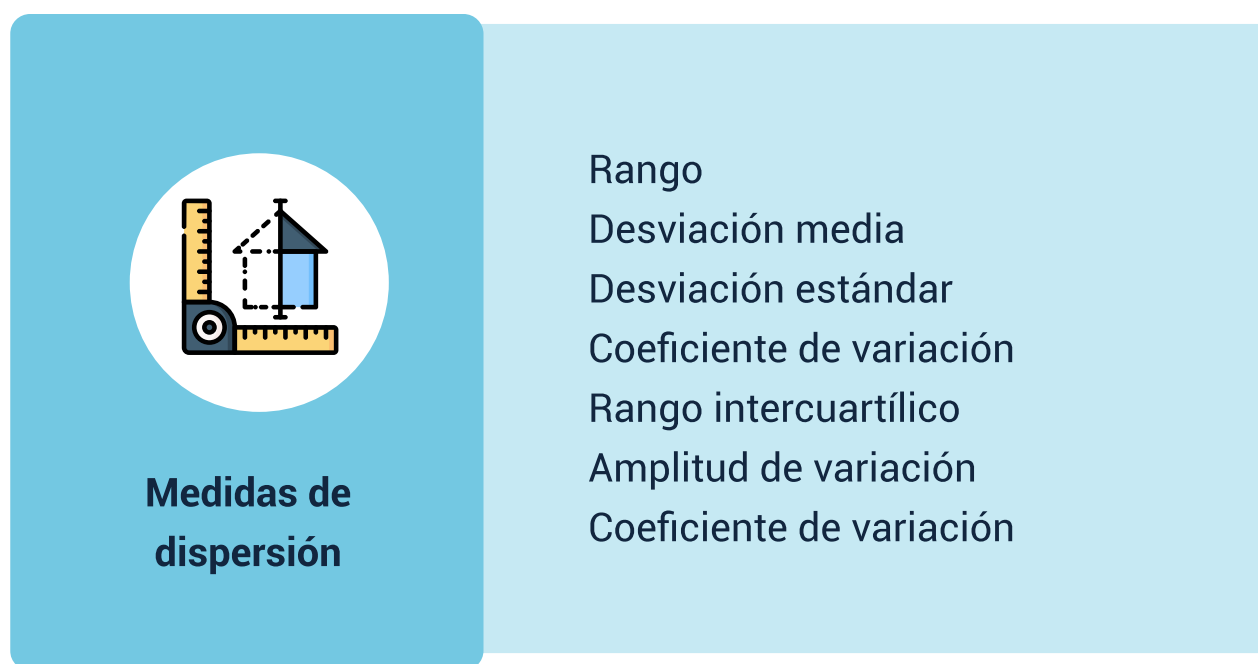 Medidas de
dispersión
Rango
Desviación media
Desviación estándar
Coeficiente de variación
Rango intercuartílico
Amplitud de variación
Coeficiente de variación